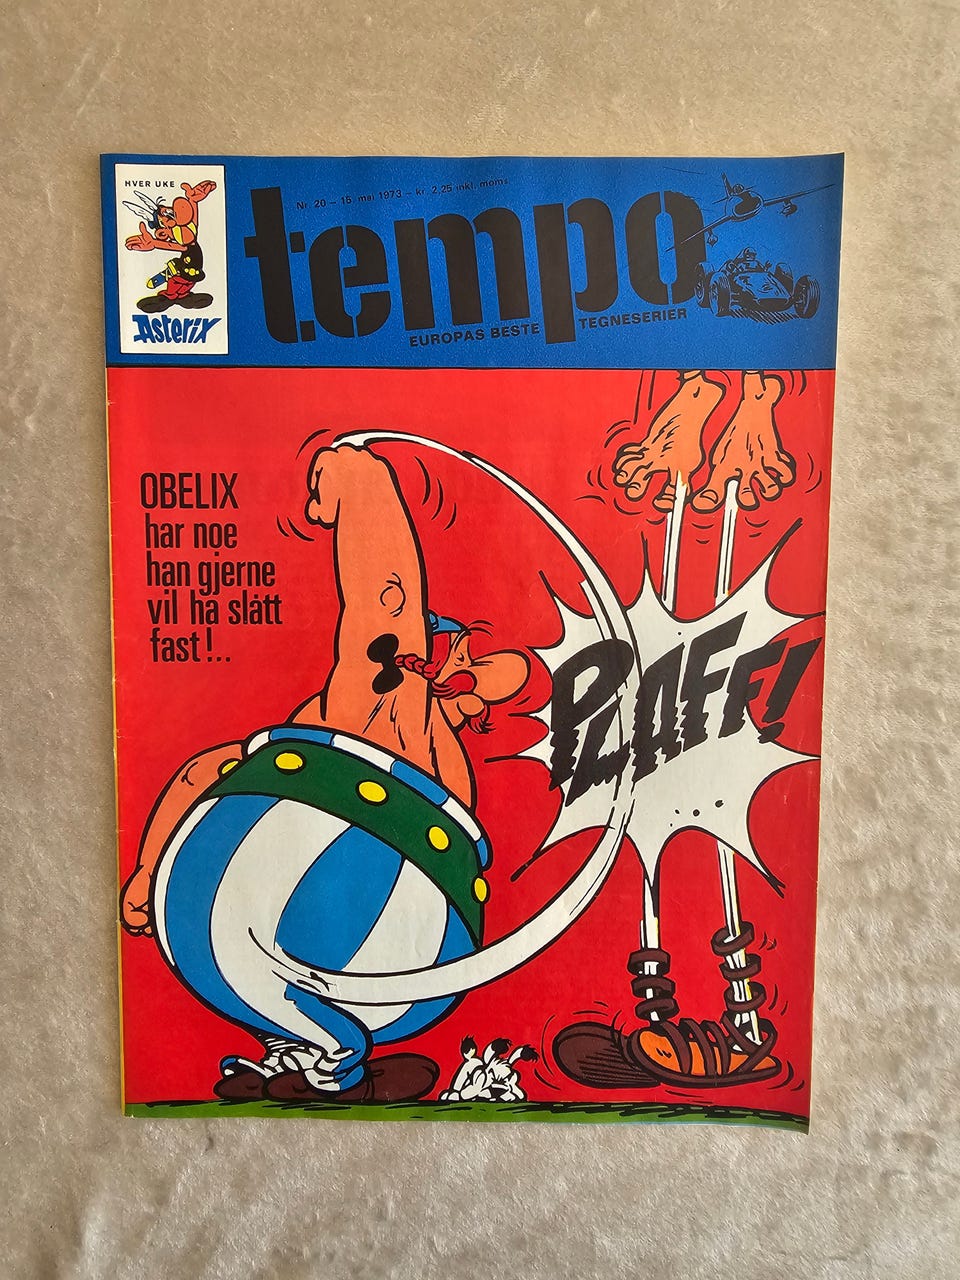 HVER UKE
Asterix
Nr. 20 – 15. mai 1973 – kr. 2,25 inkl. moms
tempo
EUROPAS BESTE TEGNESERIER
OBELIX
har noe
han gjerne
vil ha slått
fast!..
PLAFF!